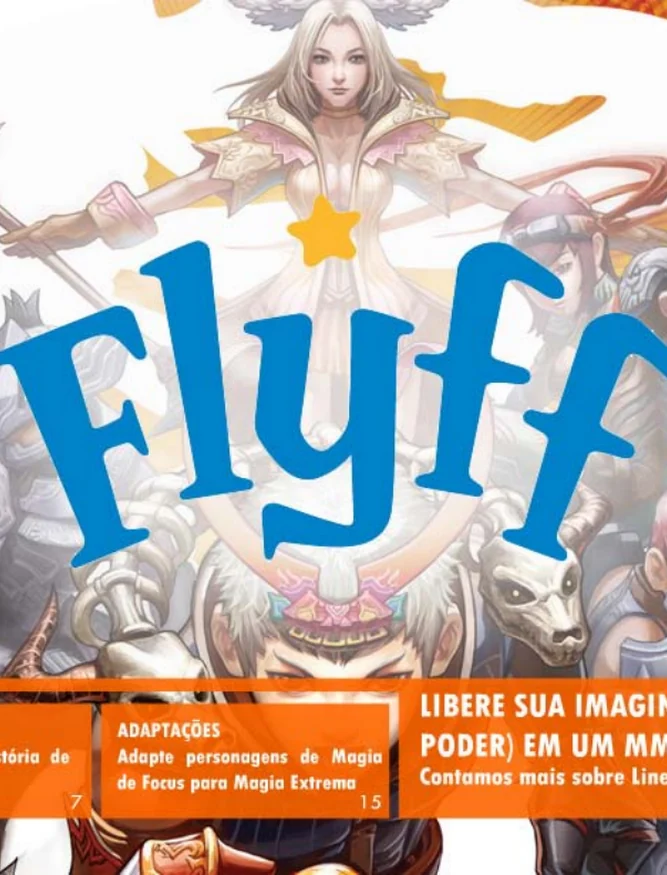 Flyff
stória de
7
ADAPTAÇÕES
Adapte personagens de Magia
de Focus para Magia Extrema
15
LIBERE SUA IMAGIN
PODER) EM UM MM
Contamos mais sobre Line